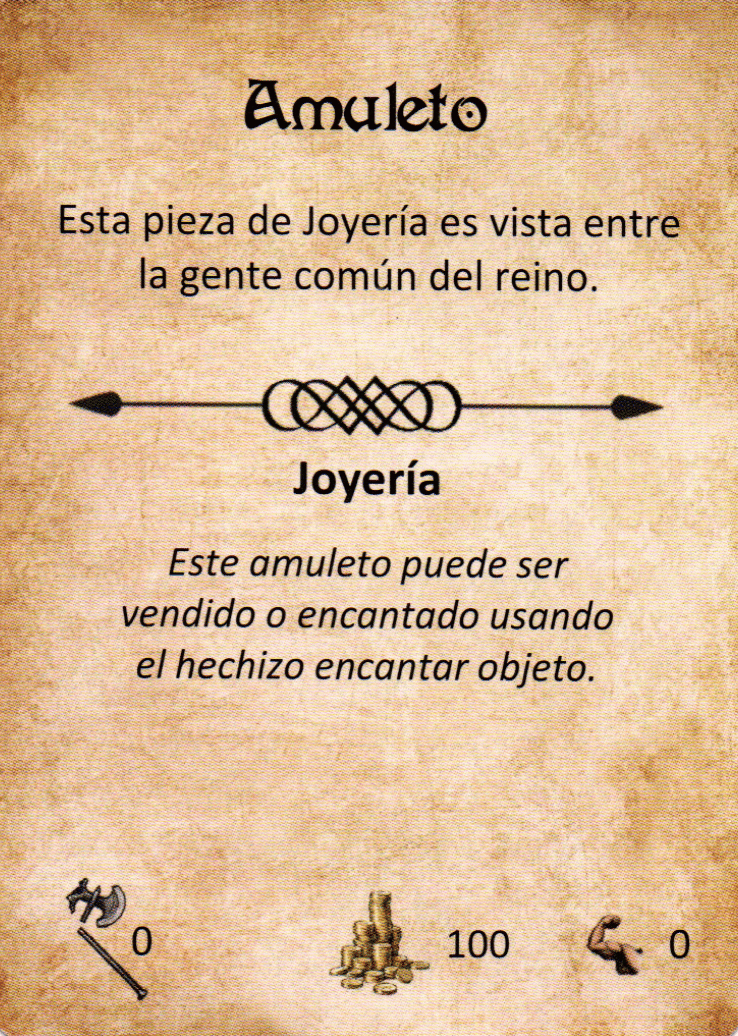 Amuleto
Esta pieza de Joyería es vista entre
la gente común del reino.
Joyería
Este amuleto puede ser
vendido o encantado usando
el hechizo encantar objeto.
0
100
0